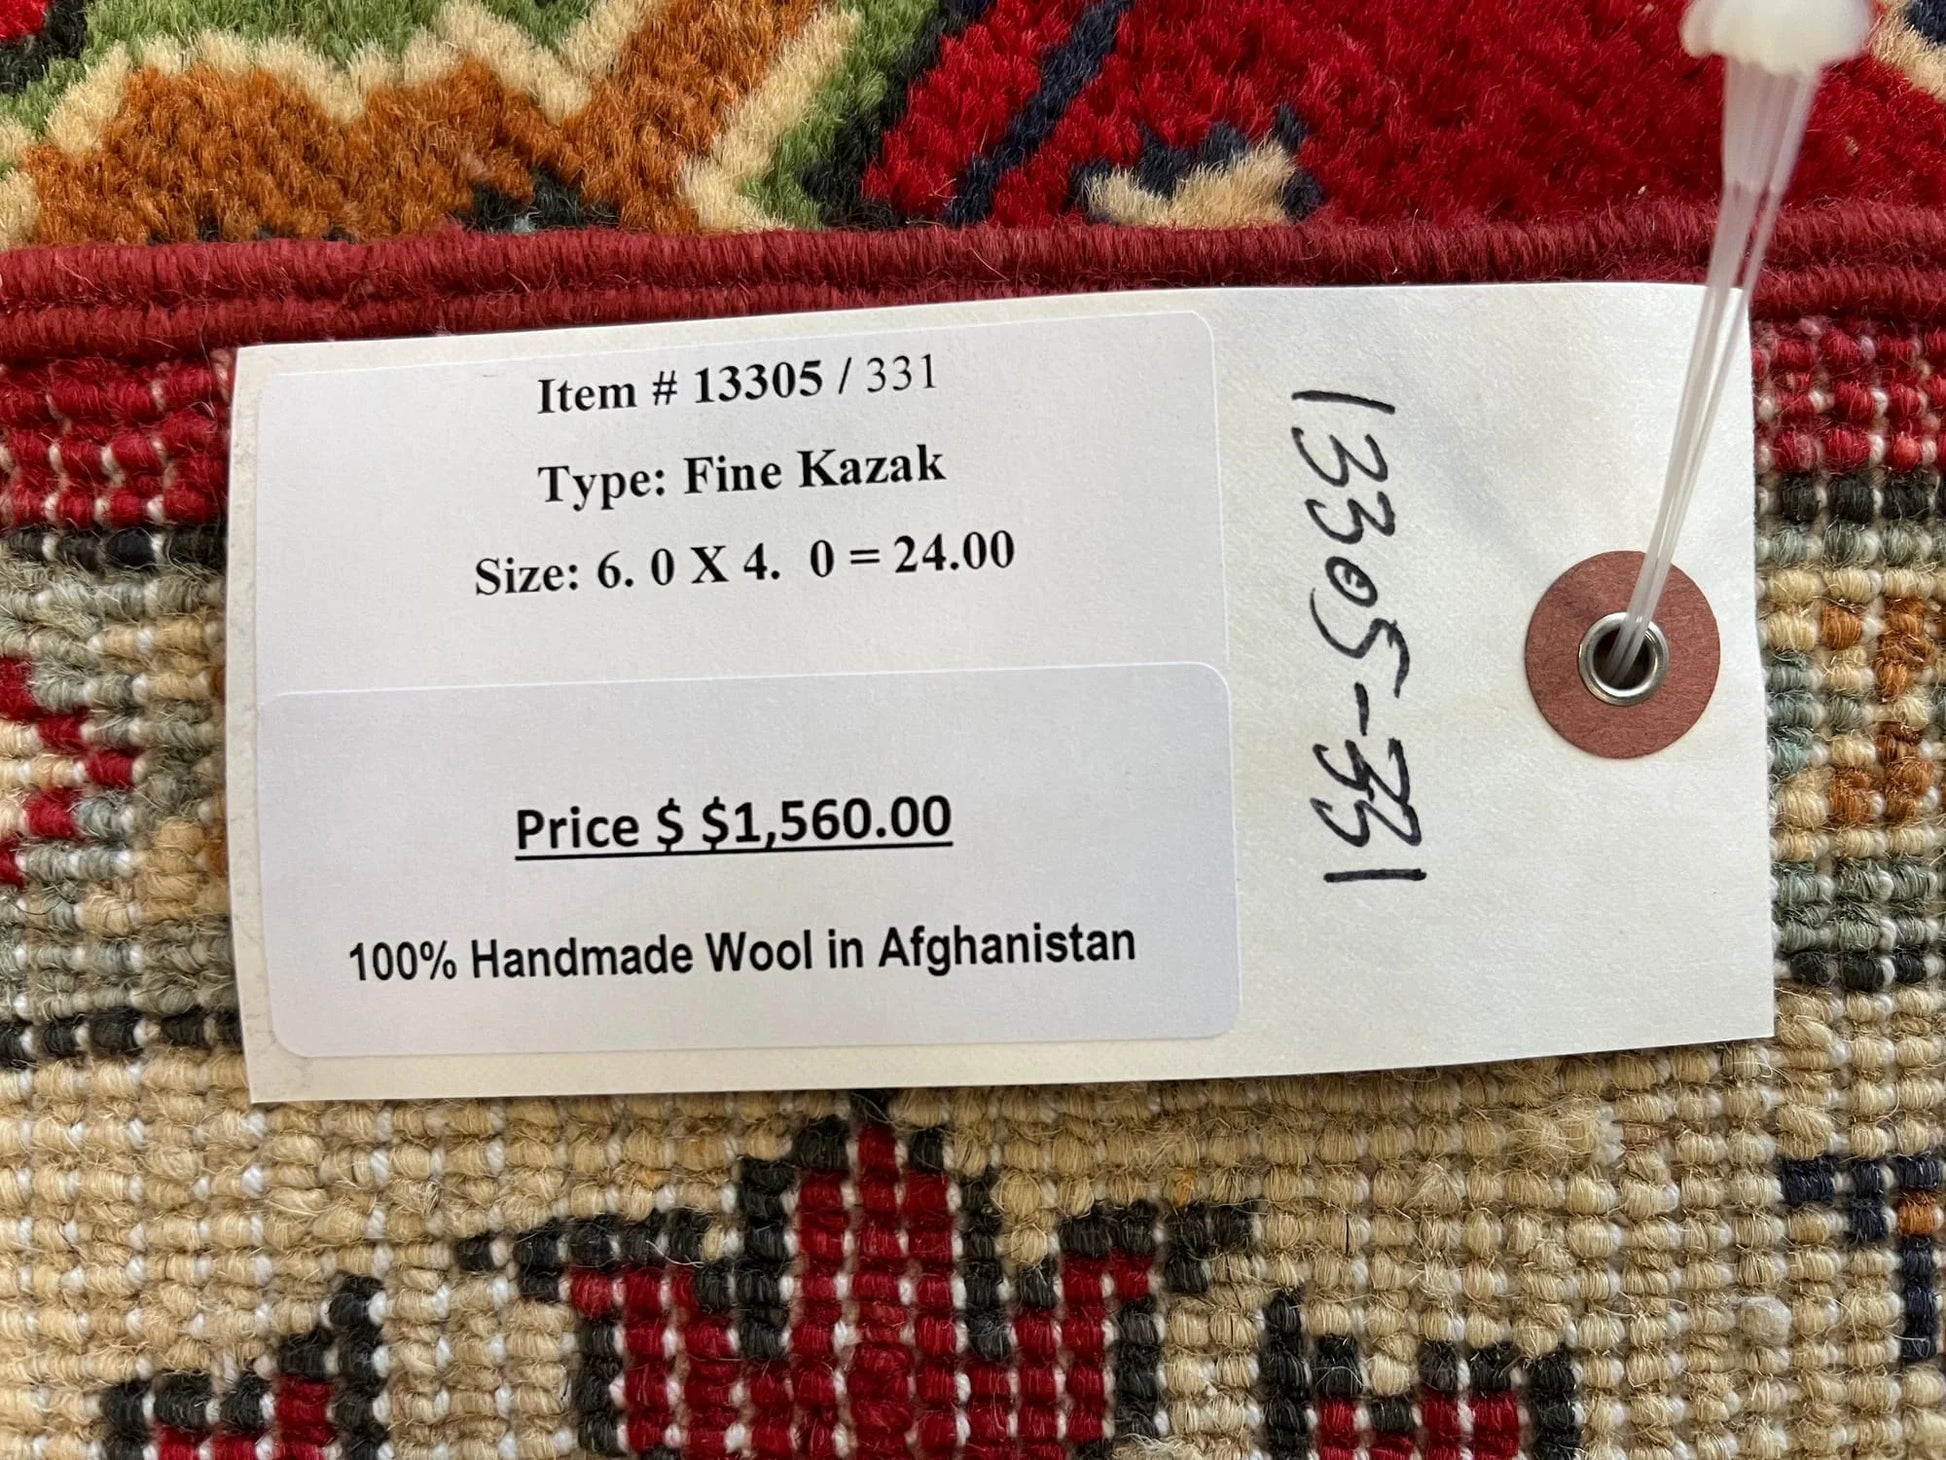 Item # 13305 / 331
Type: Fine Kazak
Size: 6. 0 X 4.  0 = 24.00
Price $ $1,560.00
100% Handmade Wool in Afghanistan
13305-331